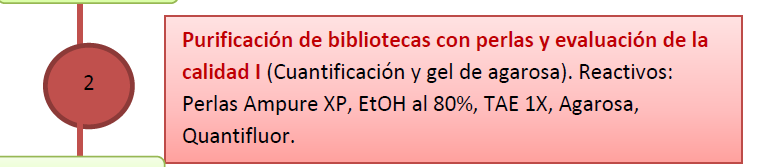 2
Purificación de bibliotecas con perlas y evaluación de la
calidad I (Cuantificación y gel de agarosa). Reactivos:
Perlas Ampure XP, EtOH al 80%, TAE 1X, Agarosa,
Quantifluor.